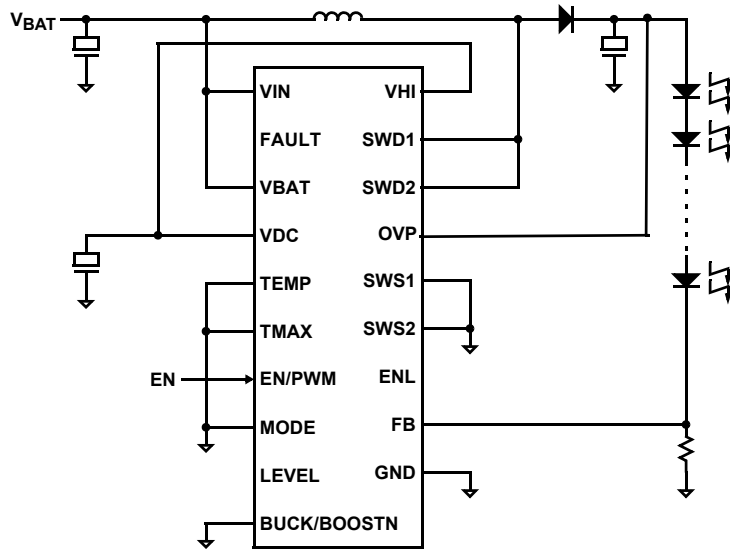 VBAT
VIN VHI
FAULT SWD1
VBAT SWD2
VDC OVP
TEMP SWS1
TMAX SWS2
EN EN/PWM ENL
MODE FB
LEVEL GND
BUCK/BOOSTN